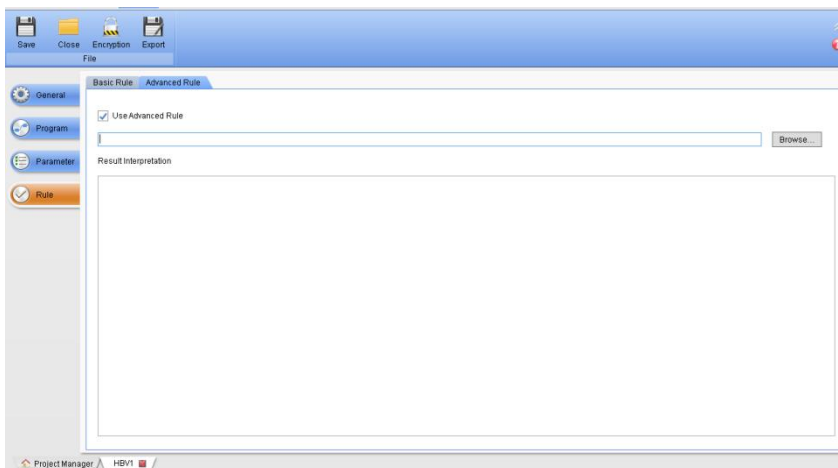 Save Close Encryption Export
File
General
Program
Parameter
Rule
Basic Rule Advanced Rule
Use Advanced Rule
Browse...
Result Interpretation
Project Manager HBV1